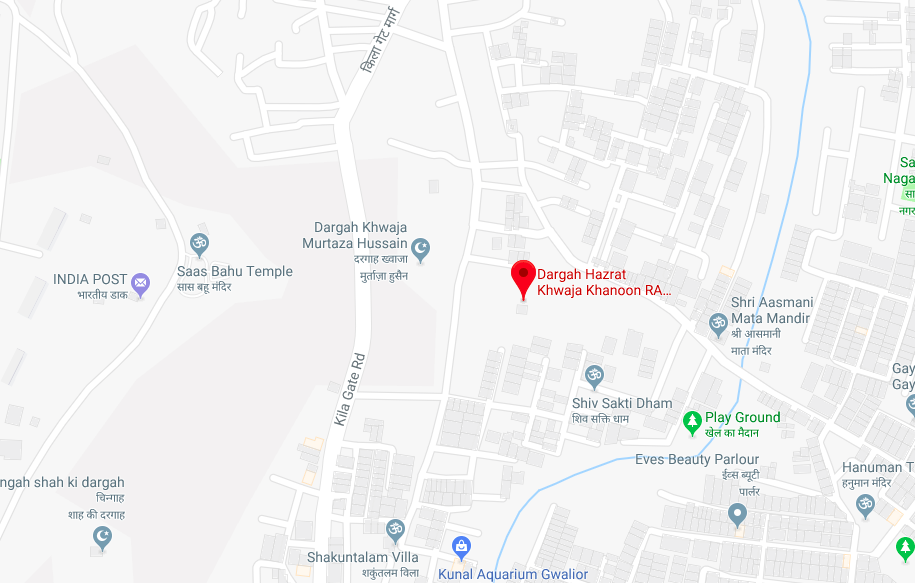 किला गेट मार्ग
Sa
Naga
सा
नगर
Dargah Khwaja
Murtaza Hussain
दरगाह ख्वाजा
मुर्ताज़ा हुसैन
Saas Bahu Temple
सास बहू मंदिर
INDIA POST
भारतीय डाक
Dargah Hazrat
Khwaja Khanoon RA...
Shri Aasmani
Mata Mandir
श्री आसमानी
माता मंदिर
Kila Gate Rd
Gay
Gay
Shiv Sakti Dham
शिव सक्ति धाम
Play Ground
खेल का मैदान
Eves Beauty Parlour
ईव्स ब्यूटी
पार्लर
Hanuman T
हनुमान मंदिर
ngah shah ki dargah
चिन्गाह
शाह की दरगाह
Shakuntalam Villa
शकुंतलम विला
Kunal Aquarium Gwalior